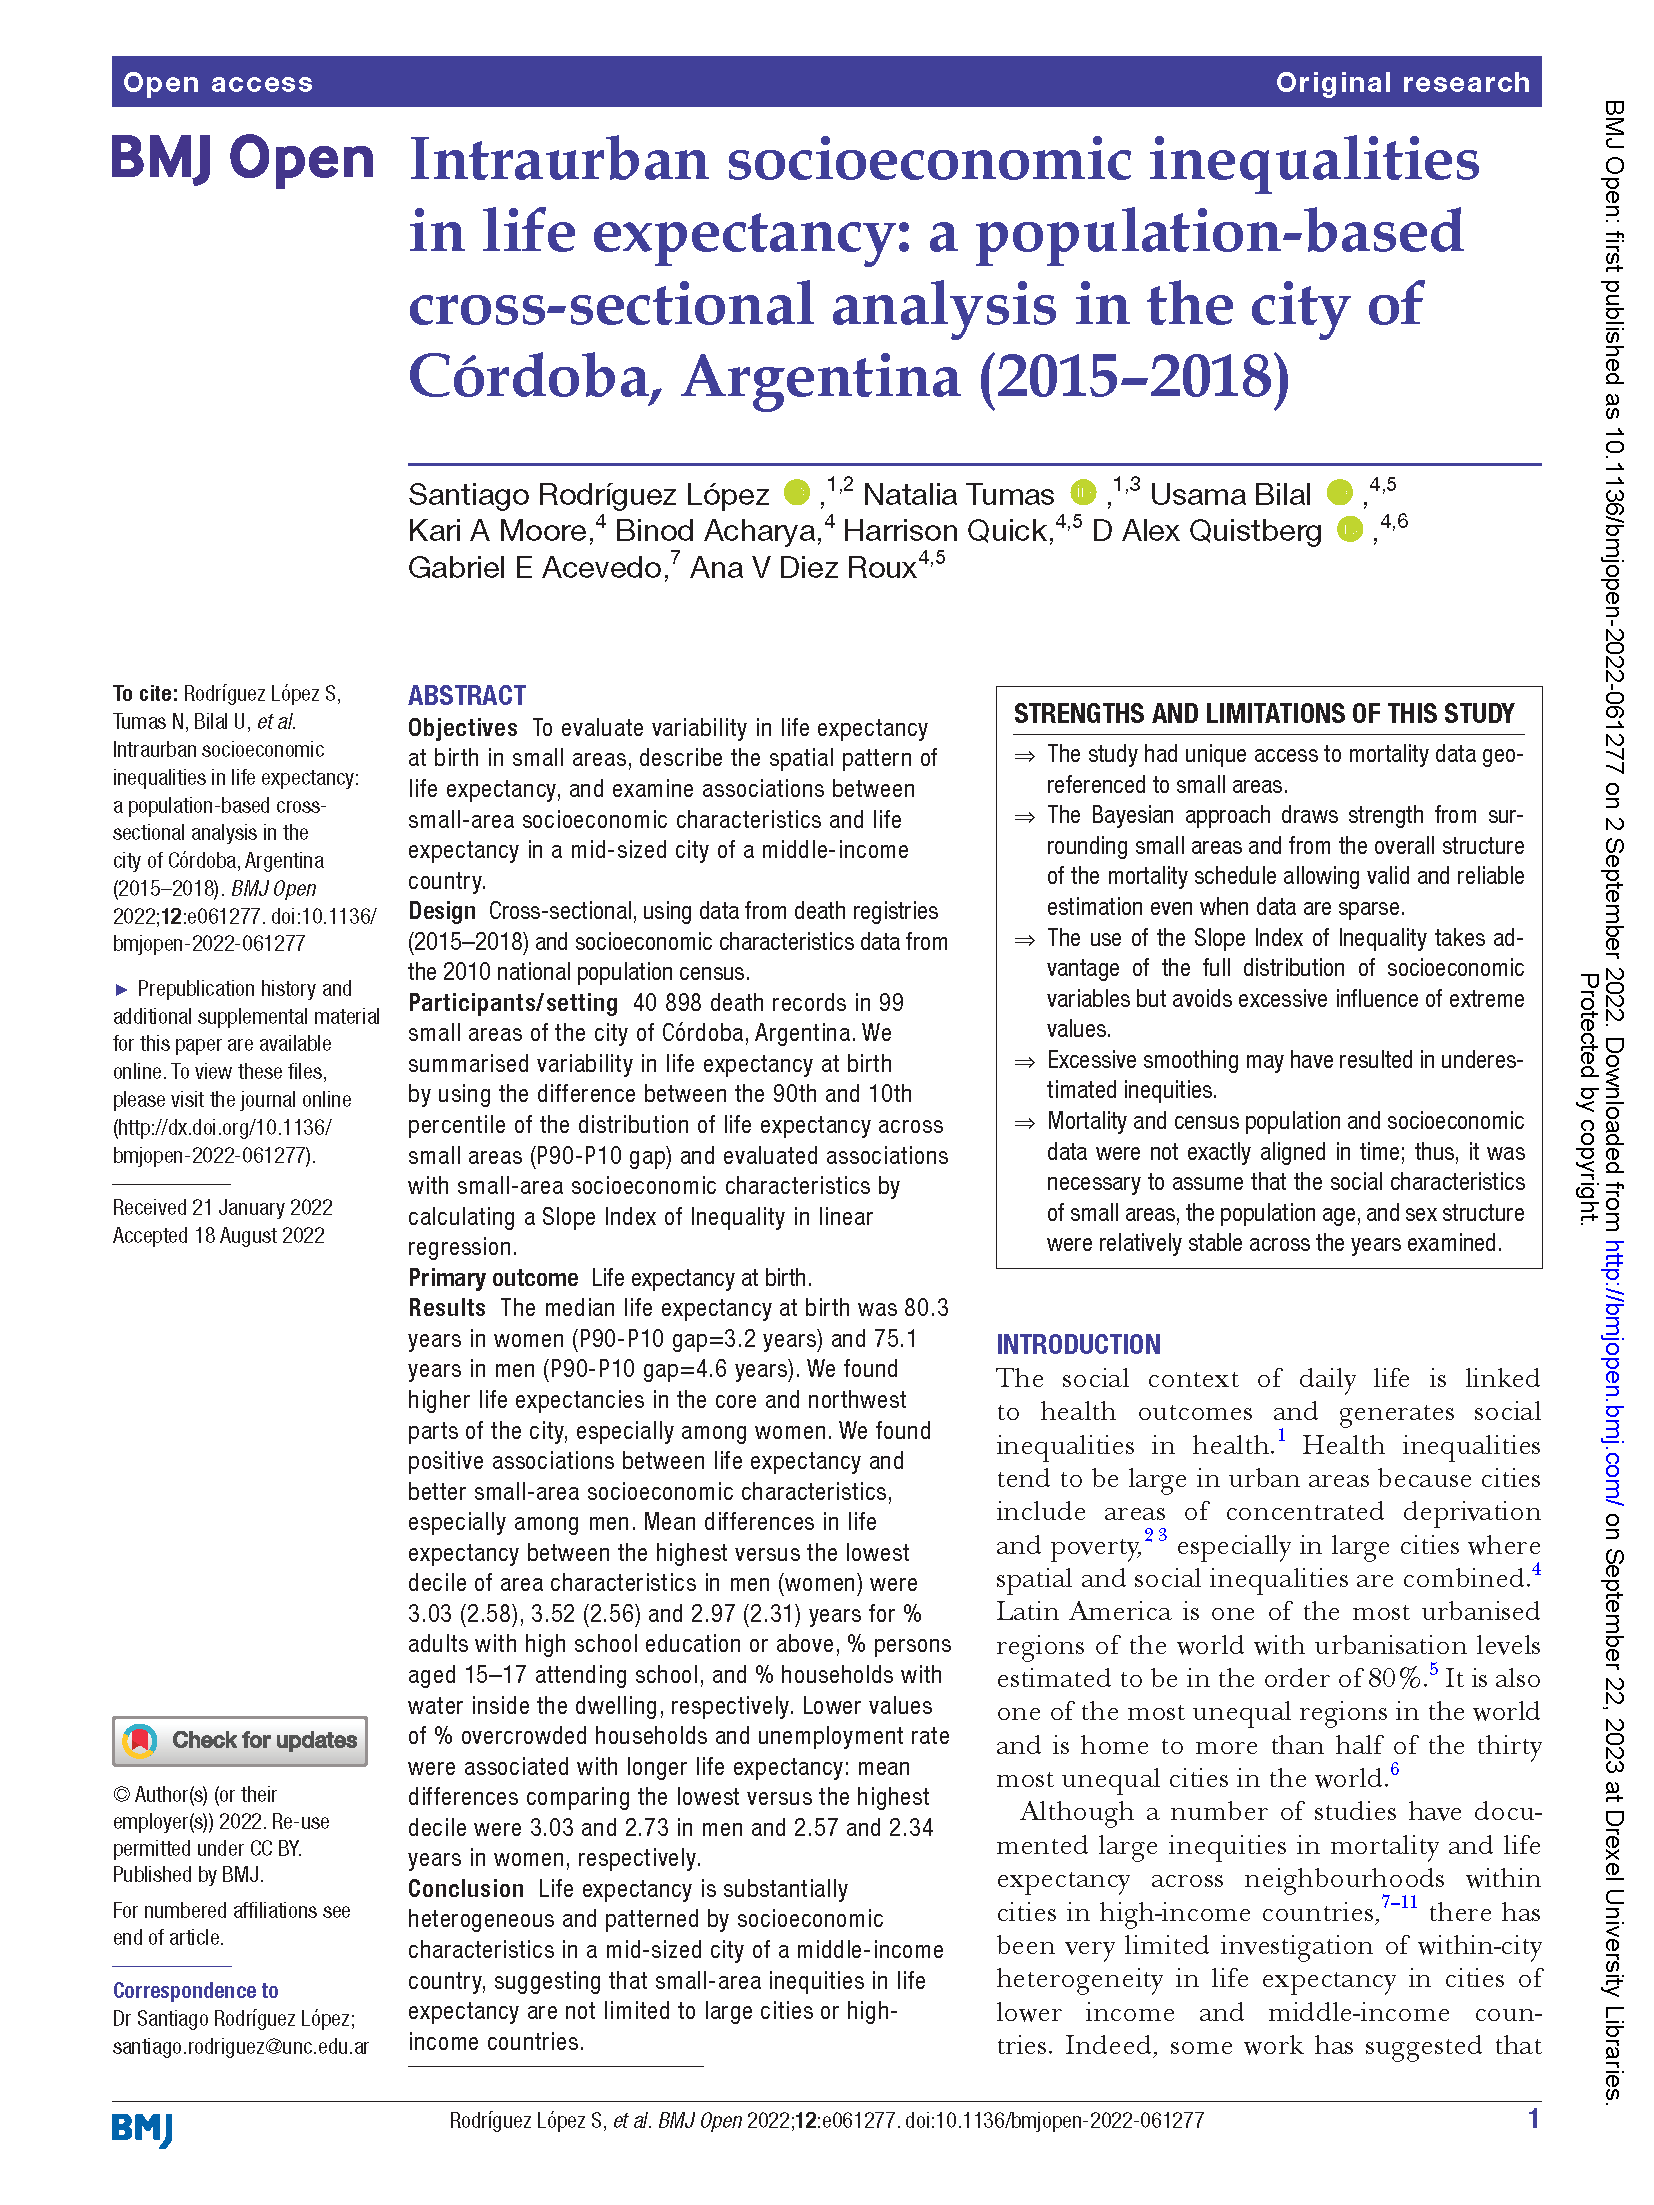 Open access
Original research
BMJ Open
Intraurban socioeconomic inequalities
in life expectancy: a population-based
cross-sectional analysis in the city of
Córdoba, Argentina (2015–2018)
Santiago Rodríguez López ,1,2 Natalia Tumas ,1,3 Usama Bilal ,4,5
Kari A Moore,4 Binod Acharya,4 Harrison Quick,4,5 D Alex Quistberg ,4,6
Gabriel E Acevedo,7 Ana V Diez Roux4,5
To cite: Rodríguez López S,
Tumas N, Bilal U, et al.
Intraurban socioeconomic
inequalities in life expectancy:
a population-based cross-
sectional analysis in the
city of Córdoba, Argentina
(2015–2018). BMJ Open
2022;12:e061277. doi:10.1136/
bmjopen-2022-061277
► Prepublication history and
additional supplemental material
for this paper are available
online. To view these files,
please visit the journal online
(http://dx.doi.org/10.1136/
bmjopen-2022-061277).
Received 21 January 2022
Accepted 18 August 2022
Check for updates
© Author(s) (or their
employer(s)) 2022. Re-use
permitted under CC BY.
Published by BMJ.
For numbered affiliations see
end of article.
Correspondence to
Dr Santiago Rodríguez López;
santiago.rodriguez@unc.edu.ar
ABSTRACT
Objectives To evaluate variability in life expectancy
at birth in small areas, describe the spatial pattern of
life expectancy, and examine associations between
small-area socioeconomic characteristics and life
expectancy in a mid-sized city of a middle-income
country.
Design Cross-sectional, using data from death registries
(2015–2018) and socioeconomic characteristics data from
the 2010 national population census.
Participants/setting 40 898 death records in 99
small areas of the city of Córdoba, Argentina. We
summarised variability in life expectancy at birth
by using the difference between the 90th and 10th
percentile of the distribution of life expectancy across
small areas (P90-P10 gap) and evaluated associations
with small-area socioeconomic characteristics by
calculating a Slope Index of Inequality in linear
regression.
Primary outcome Life expectancy at birth.
Results The median life expectancy at birth was 80.3
years in women (P90-P10 gap=3.2 years) and 75.1
years in men (P90-P10 gap=4.6 years). We found
higher life expectancies in the core and northwest
parts of the city, especially among women. We found
positive associations between life expectancy and
better small-area socioeconomic characteristics,
especially among men. Mean differences in life
expectancy between the highest versus the lowest
decile of area characteristics in men (women) were
3.03 (2.58), 3.52 (2.56) and 2.97 (2.31) years for %
adults with high school education or above, % persons
aged 15–17 attending school, and % households with
water inside the dwelling, respectively. Lower values
of % overcrowded households and unemployment rate
were associated with longer life expectancy: mean
differences comparing the lowest versus the highest
decile were 3.03 and 2.73 in men and 2.57 and 2.34
years in women, respectively.
Conclusion Life expectancy is substantially
heterogeneous and patterned by socioeconomic
characteristics in a mid-sized city of a middle-income
country, suggesting that small-area inequities in life
expectancy are not limited to large cities or high-
income countries.
STRENGTHS AND LIMITATIONS OF THIS STUDY
⇒ The study had unique access to mortality data geo-
referenced to small areas.
⇒ The Bayesian approach draws strength from sur-
rounding small areas and from the overall structure
of the mortality schedule allowing valid and reliable
estimation even when data are sparse.
⇒ The use of the Slope Index of Inequality takes ad-
vantage of the full distribution of socioeconomic
variables but avoids excessive influence of extreme
values.
⇒ Excessive smoothing may have resulted in underes-
timated inequities.
⇒ Mortality and census population and socioeconomic
data were not exactly aligned in time; thus, it was
necessary to assume that the social characteristics
of small areas, the population age, and sex structure
were relatively stable across the years examined.
INTRODUCTION
The social context of daily life is linked
to health outcomes and generates social
inequalities in health.1 Health inequalities
tend to be large in urban areas because cities
include areas of concentrated deprivation
and poverty,2 3 especially in large cities where
spatial and social inequalities are combined.4
Latin America is one of the most urbanised
regions of the world with urbanisation levels
estimated to be in the order of 80%.5 It is also
one of the most unequal regions in the world
and is home to more than half of the thirty
most unequal cities in the world.6
Although a number of studies have docu-
mented large inequities in mortality and life
expectancy across neighbourhoods within
cities in high-income countries,7–11 there has
been very limited investigation of within-city
heterogeneity in life expectancy in cities of
lower income and middle-income coun-
tries. Indeed, some work has suggested that
BMJ
Rodríguez López S, et al. BMJ Open 2022;12:e061277. doi:10.1136/bmjopen-2022-061277
1
BMJ Open: first published as 10.1136/bmjopen-2022-061277 on 2 September 2022. Downloaded from http://bmjopen.bmj.com/ on September 22, 2023 at Drexel University Libraries.
Protected by copyright.